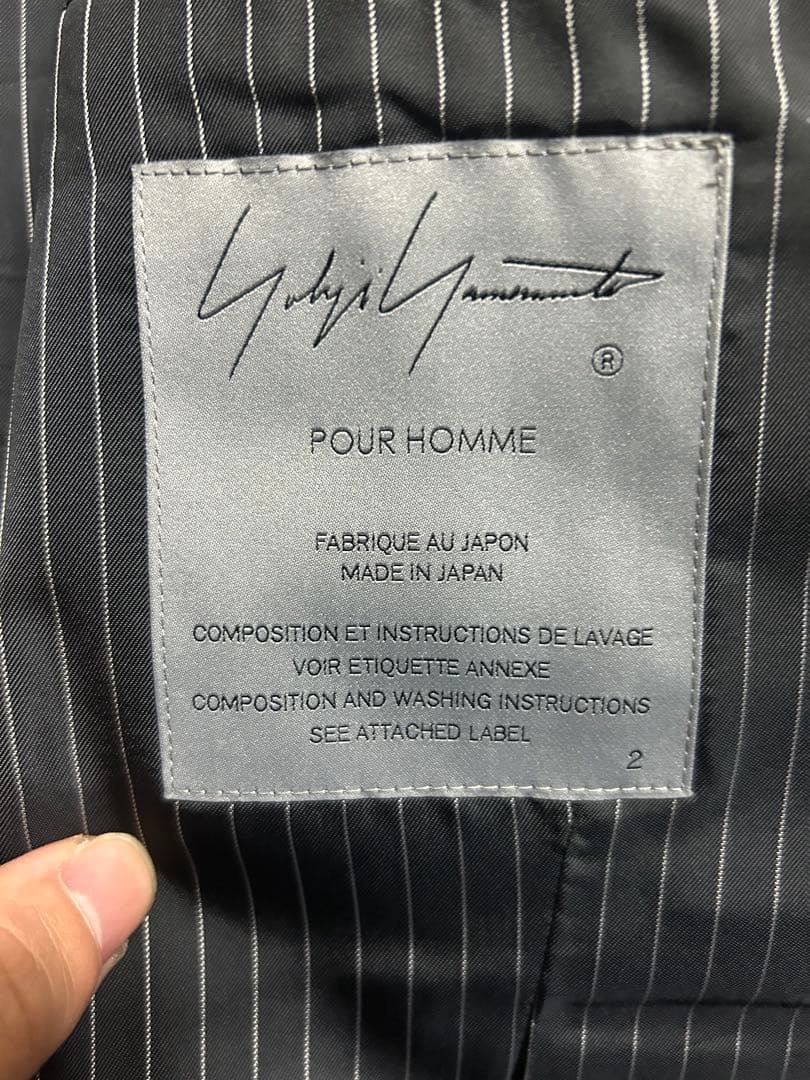 Yohji Yamamoto
®
POUR HOMME
FABRIQUE AU JAPON
MADE IN JAPAN
COMPOSITION ET INSTRUCTIONS DE LAVAGE
VOIR ETIQUETTE ANNEXE
COMPOSITION AND WASHING INSTRUCTIONS
SEE ATTACHED LABEL
2